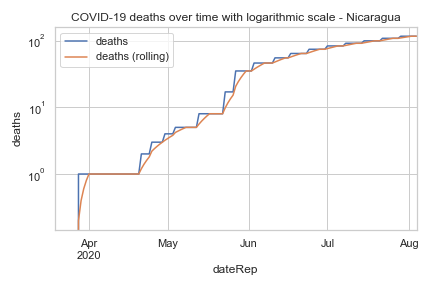 COVID-19 deaths over time with logarithmic scale - Nicaragua
deaths
deaths (rolling)
10²
10¹
10⁰
deaths
Apr
2020
May
Jun
Jul
Aug
dateRep